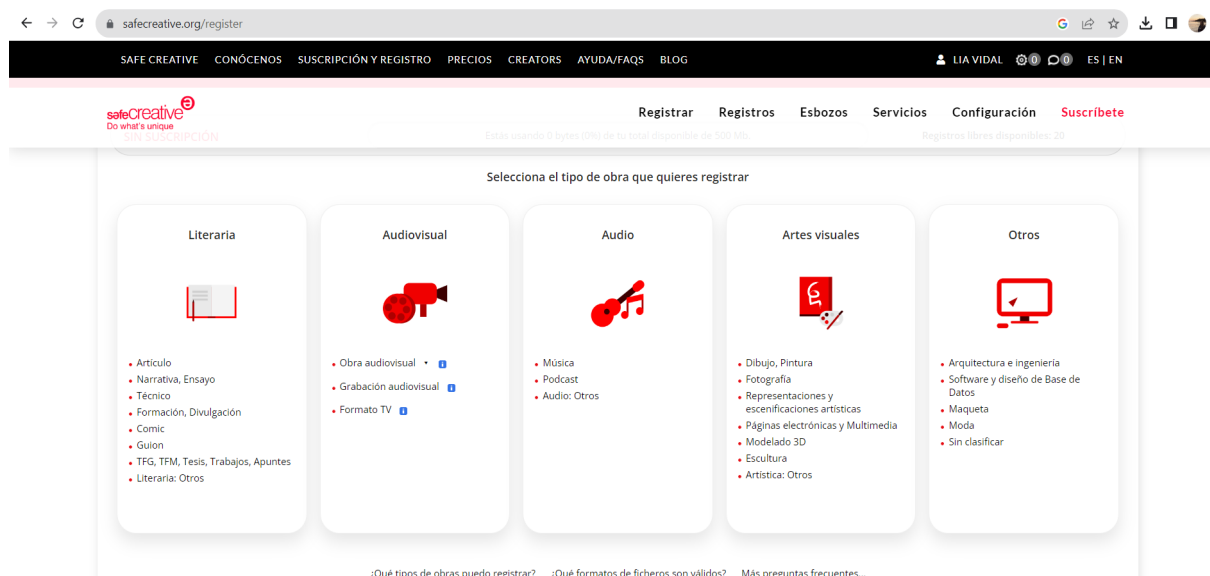 safecreative.org/register
SAFE CREATIVE CONÓCENOS SUSCRIPCIÓN Y REGISTRO PRECIOS CREATORS AYUDA/FAQS BLOG LIA VIDAL 0 0 ES | EN
safeCreative
Do what's unique
Registrar Registros Esbozos Servicios Configuración Suscríbete
SIN SUSCRIPCIÓN Estás usando 0 bytes (0%) de tu total disponible de 500 Mb. Registros libres disponibles: 20
Selecciona el tipo de obra que quieres registrar
Literaria
Artículo
Narrativa, Ensayo
Técnico
Formación, Divulgación
Comic
Guion
TFG, TFM, Tesis, Trabajos, Apuntes
Literaria: Otros
Audiovisual
Obra audiovisual
Grabación audiovisual
Formato TV
Audio
Música
Podcast
Audio: Otros
Artes visuales
Dibujo, Pintura
Fotografía
Representaciones y
escenificaciones artísticas
Páginas electrónicas y Multimedia
Modelado 3D
Escultura
Artística: Otros
Otros
Arquitectura e ingeniería
Software y diseño de Base de
Datos
Maqueta
Moda
Sin clasificar
¿Qué tipos de obras puedo registrar? ¿Qué formatos de ficheros son válidos? Más preguntas frecuentes...